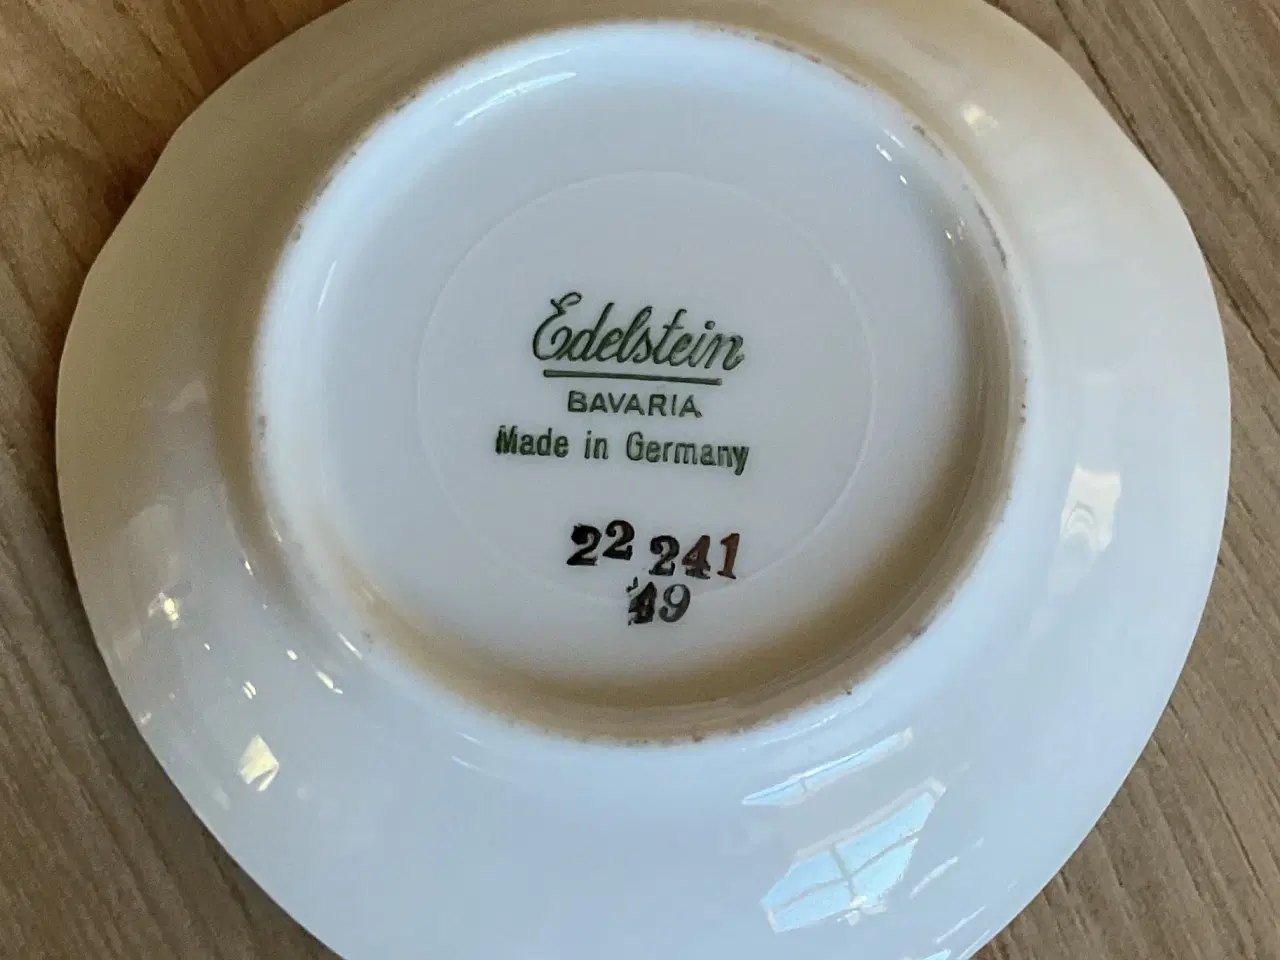 Edelstein
BAVARIA
Made in Germany
22 241
49